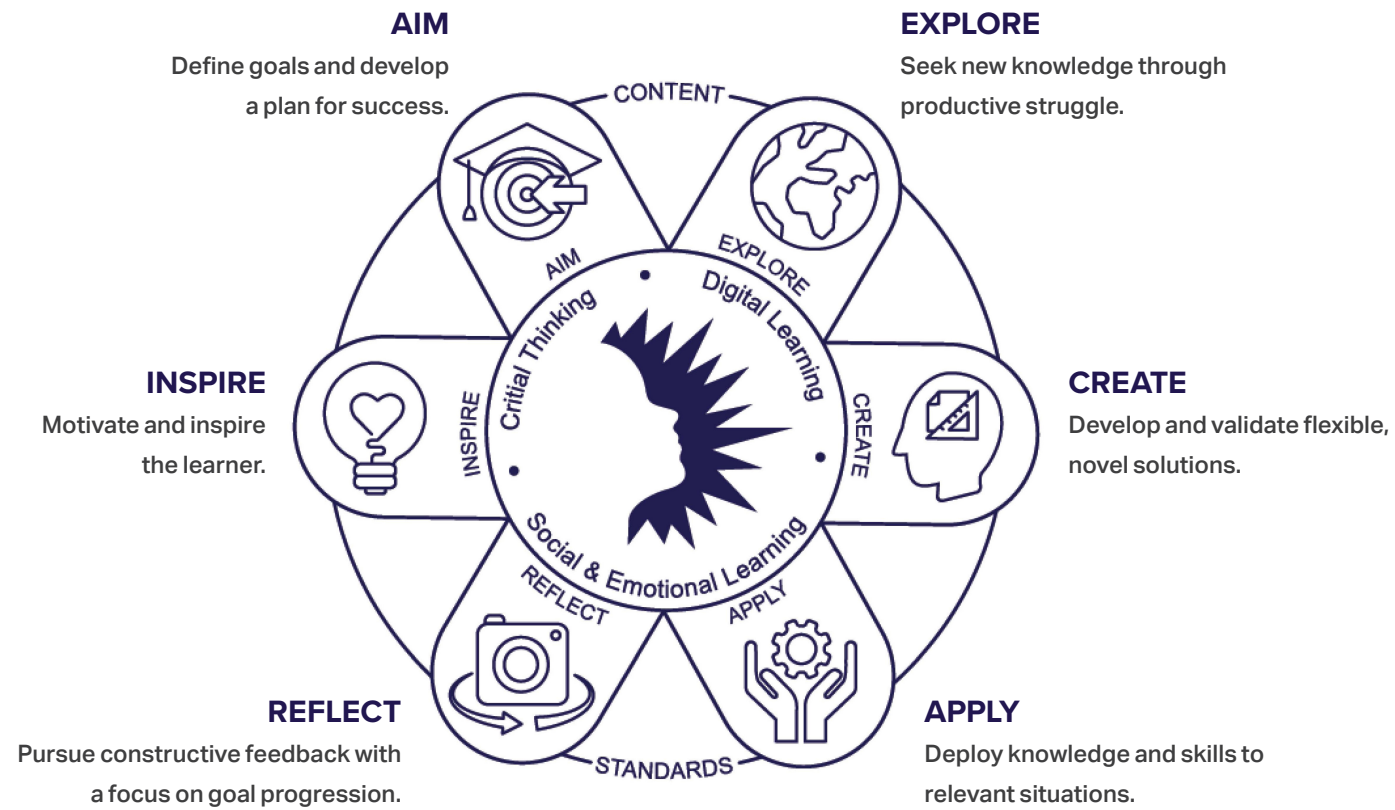 AIM
Define goals and develop
a plan for success.
EXPLORE
Seek new knowledge through
productive struggle.
CONTENT
AIM
EXPLORE
Critial Thinking
Digital Learning
INSPIRE
Motivate and inspire
the learner.
INSPIRE
CREATE
CREATE
Develop and validate flexible,
novel solutions.
Social & Emotional Learning
REFLECT
APPLY
REFLECT
Pursue constructive feedback with
a focus on goal progression.
STANDARDS
APPLY
Deploy knowledge and skills to
relevant situations.